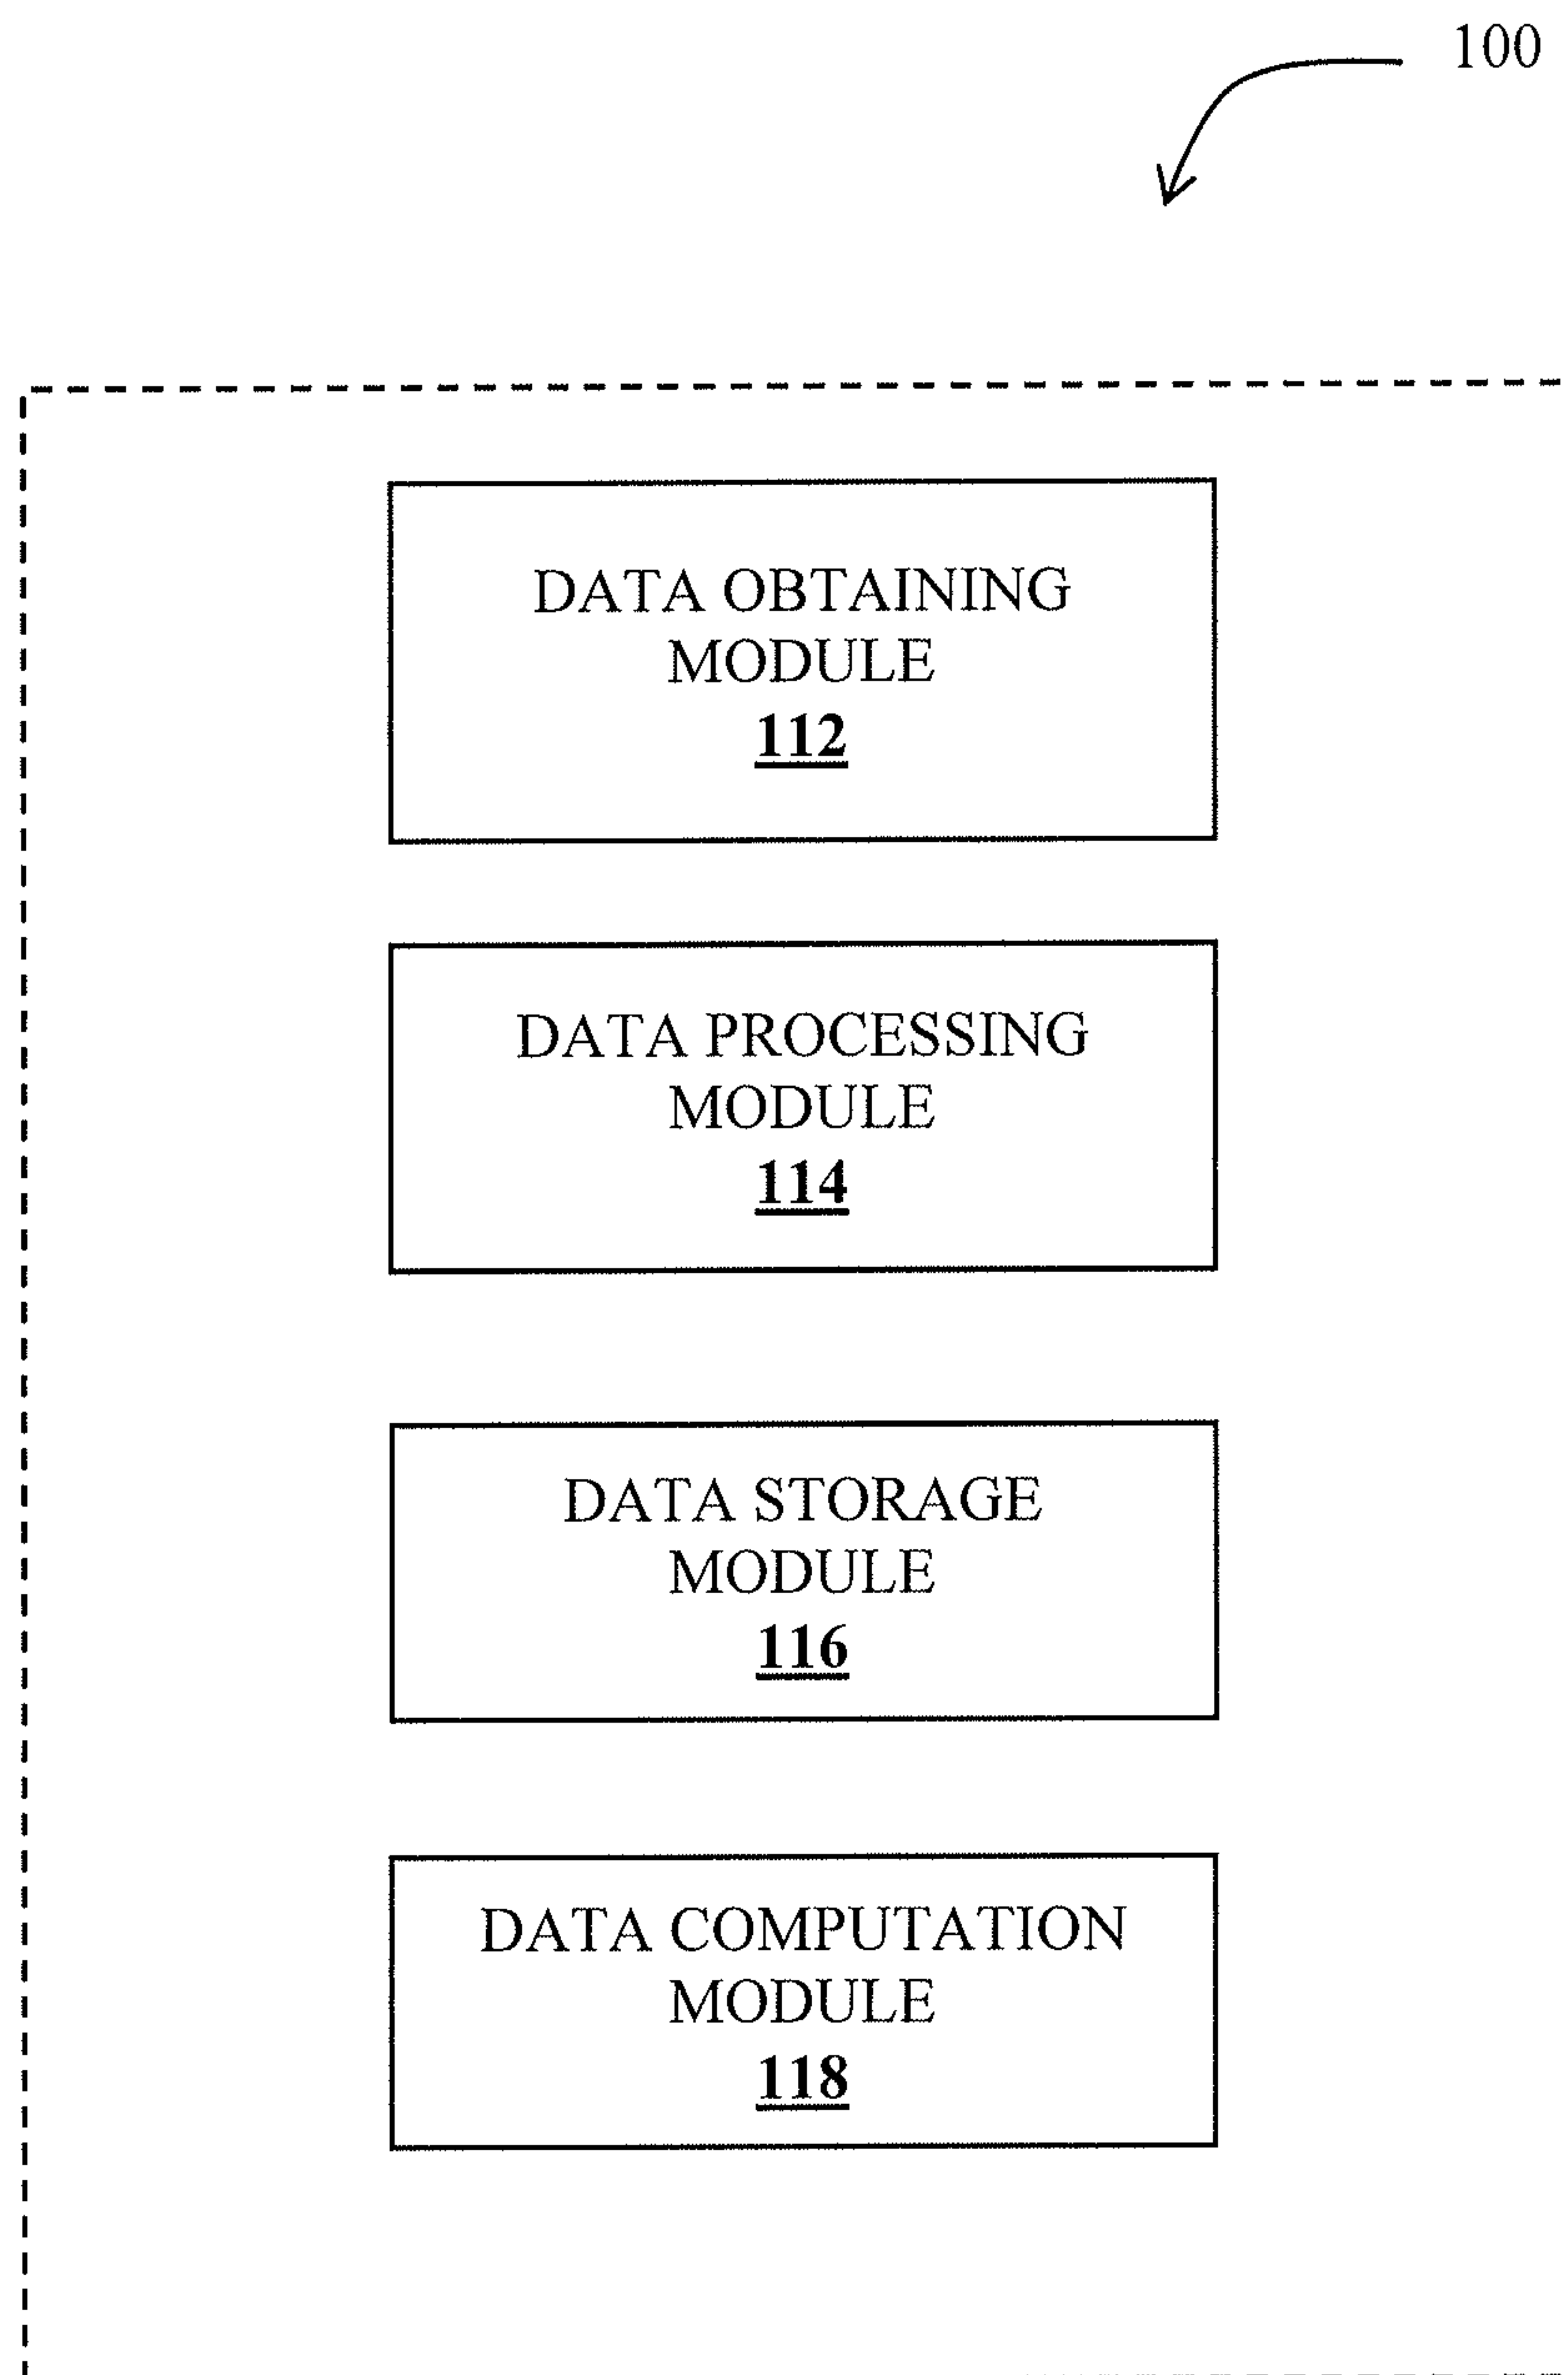 100
DATA OBTAINING
MODULE
112
DATA PROCESSING
MODULE
114
DATA STORAGE
MODULE
116
DATA COMPUTATION
MODULE
118